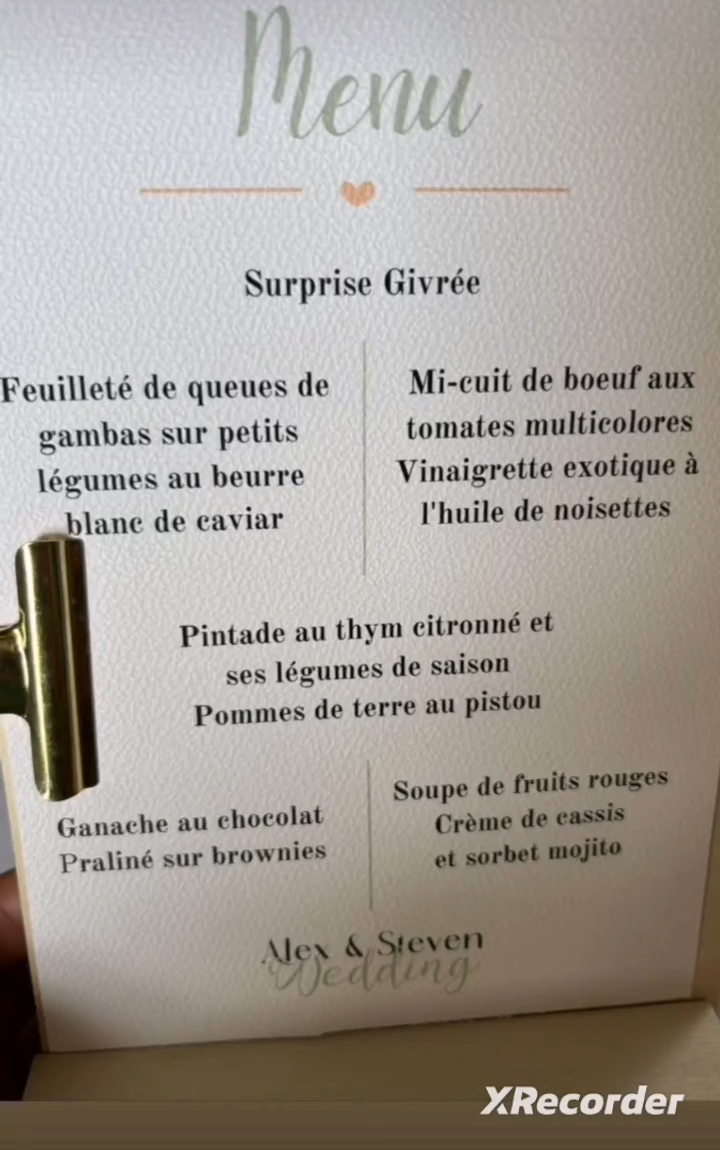 Menu
Surprise Givrée
Feuilleté de queues de
gambas sur petits
légumes au beurre
blanc de caviar
Mi-cuit de boeuf aux
tomates multicolores
Vinaigrette exotique à
l'huile de noisettes
Pintade au thym citronné et
ses légumes de saison
Pommes de terre au pistou
Ganache au chocolat
Praliné sur brownies
Soupe de fruits rouges
Crème de cassis
et sorbet mojito
Alex & Steven
Wedding
XRecorder